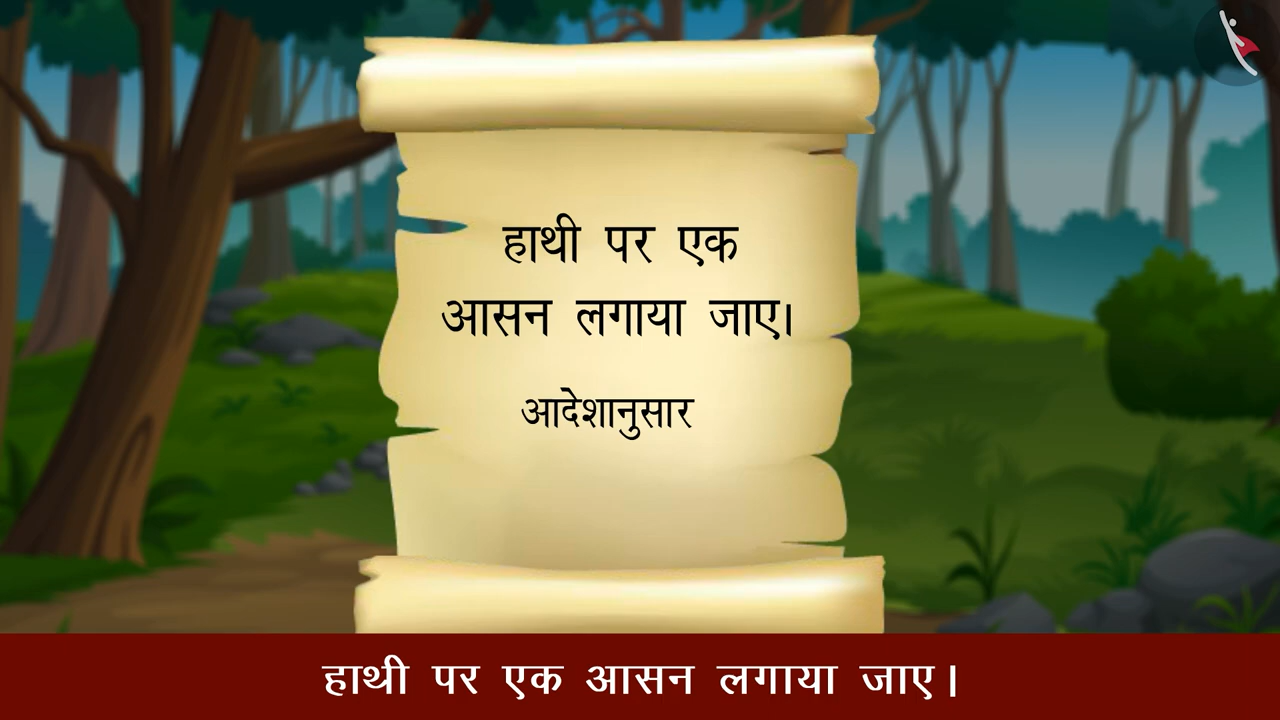 हाथी पर एक
आसन लगाया जाए।
आदेशानुसार
हाथी पर एक आसन लगाया जाए।